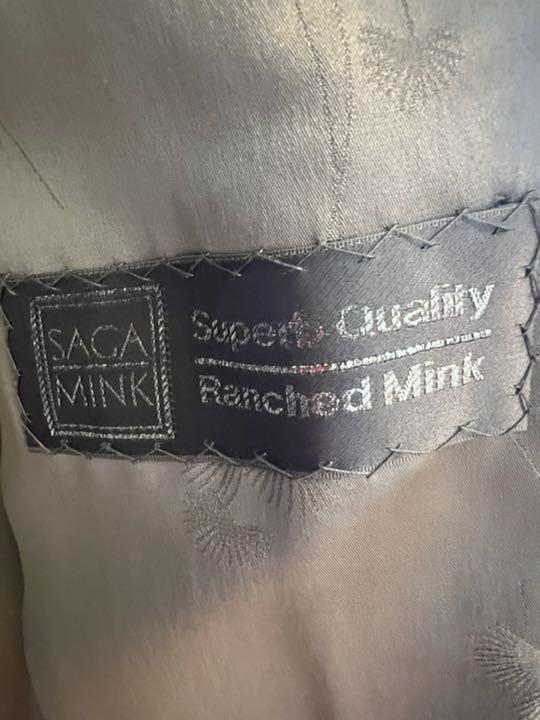 SAGA
MINK
Superb Quality
Ranched Mink